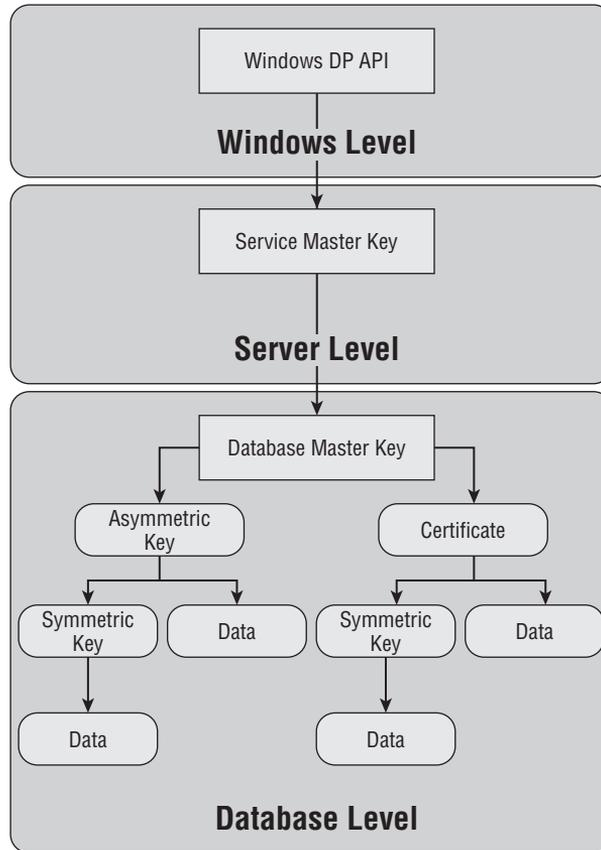 Windows DP API
Windows Level
Service Master Key
Server Level
Database Master Key
Asymmetric
Key
Certificate
Symmetric
Key
Data
Symmetric
Key
Data
Data
Data
Database Level